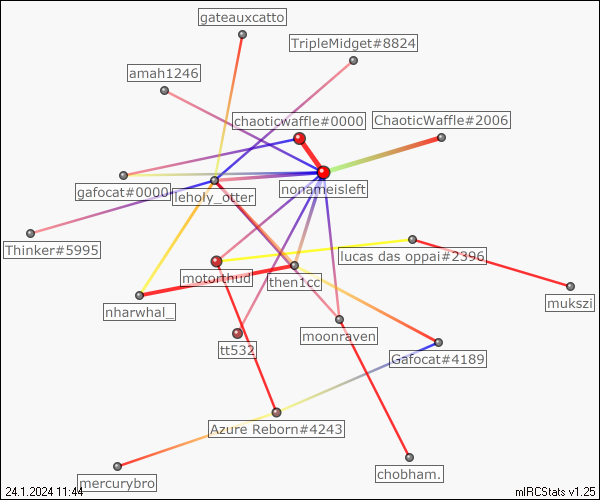 gateauxcatto
TripleMidget#8824
amah1246
chaoticwaffle#0000
ChaoticWaffle#2006
gafocat#0000
leholy_otter
nonameisleft
Thinker#5995
lucas das oppai#2396
motorthud
then1cc
nharwhal_
mukszi
moonraven
tt532
Gafocat#4189
Azure Reborn#4243
chobham.
mercurybro
24.1.2024 11:44
mIRCStats v1.25